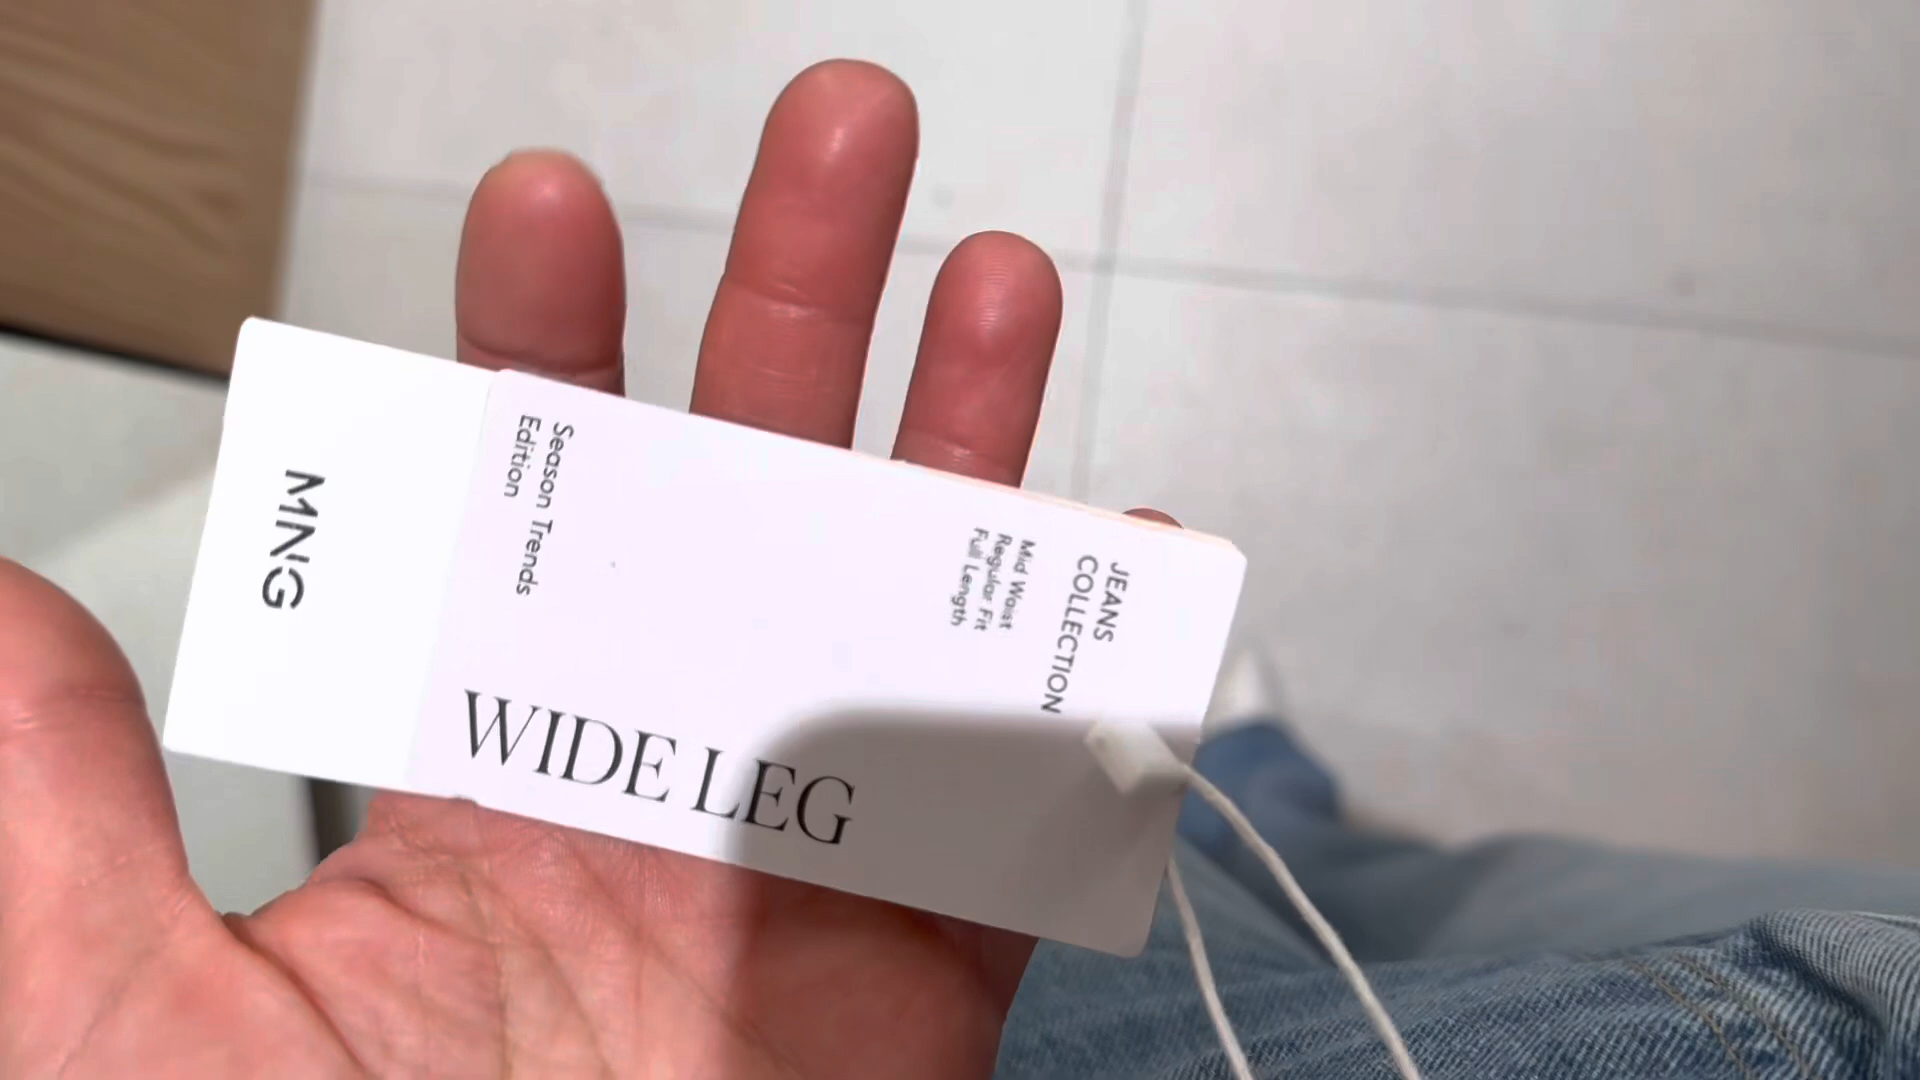 JEANS
COLLECTION
Mid Waist
Regular Fit
Full Length
WIDE LEG
Season Trends
Edition
MNG